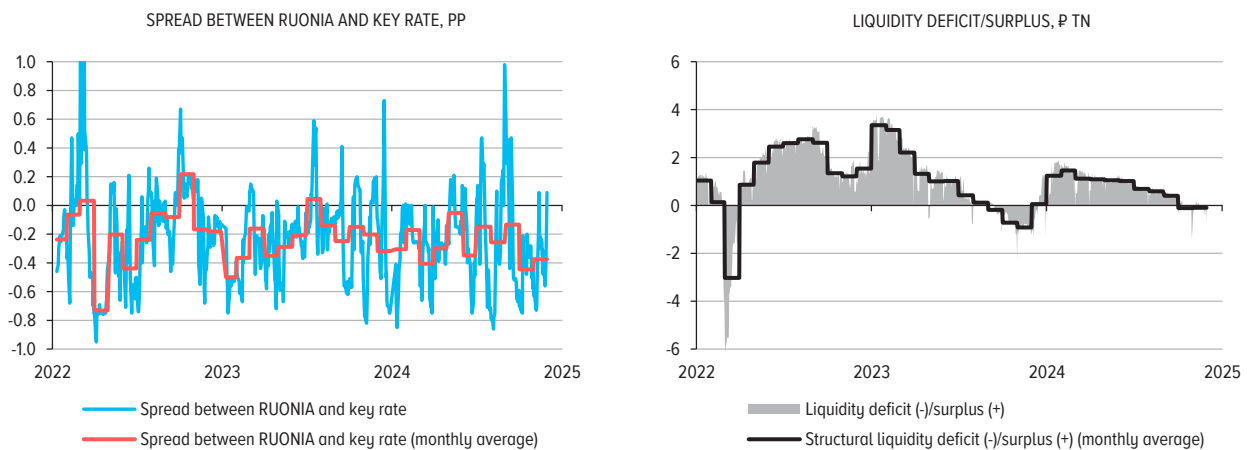 SPREAD BETWEEN RUONIA AND KEY RATE, PP
1.0
0.8
0.6
0.4
0.2
0.0
-0.2
-0.4
-0.6
-0.8
-1.0
2022 2023 2024 2025
Spread between RUONIA and key rate
Spread between RUONIA and key rate (monthly average)
LIQUIDITY DEFICIT/SURPLUS, ₽ TN
6
4
2
0
-2
-4
-6
2022 2023 2024 2025
Liquidity deficit (-)/surplus (+)
Structural liquidity deficit (-)/surplus (+) (monthly average)